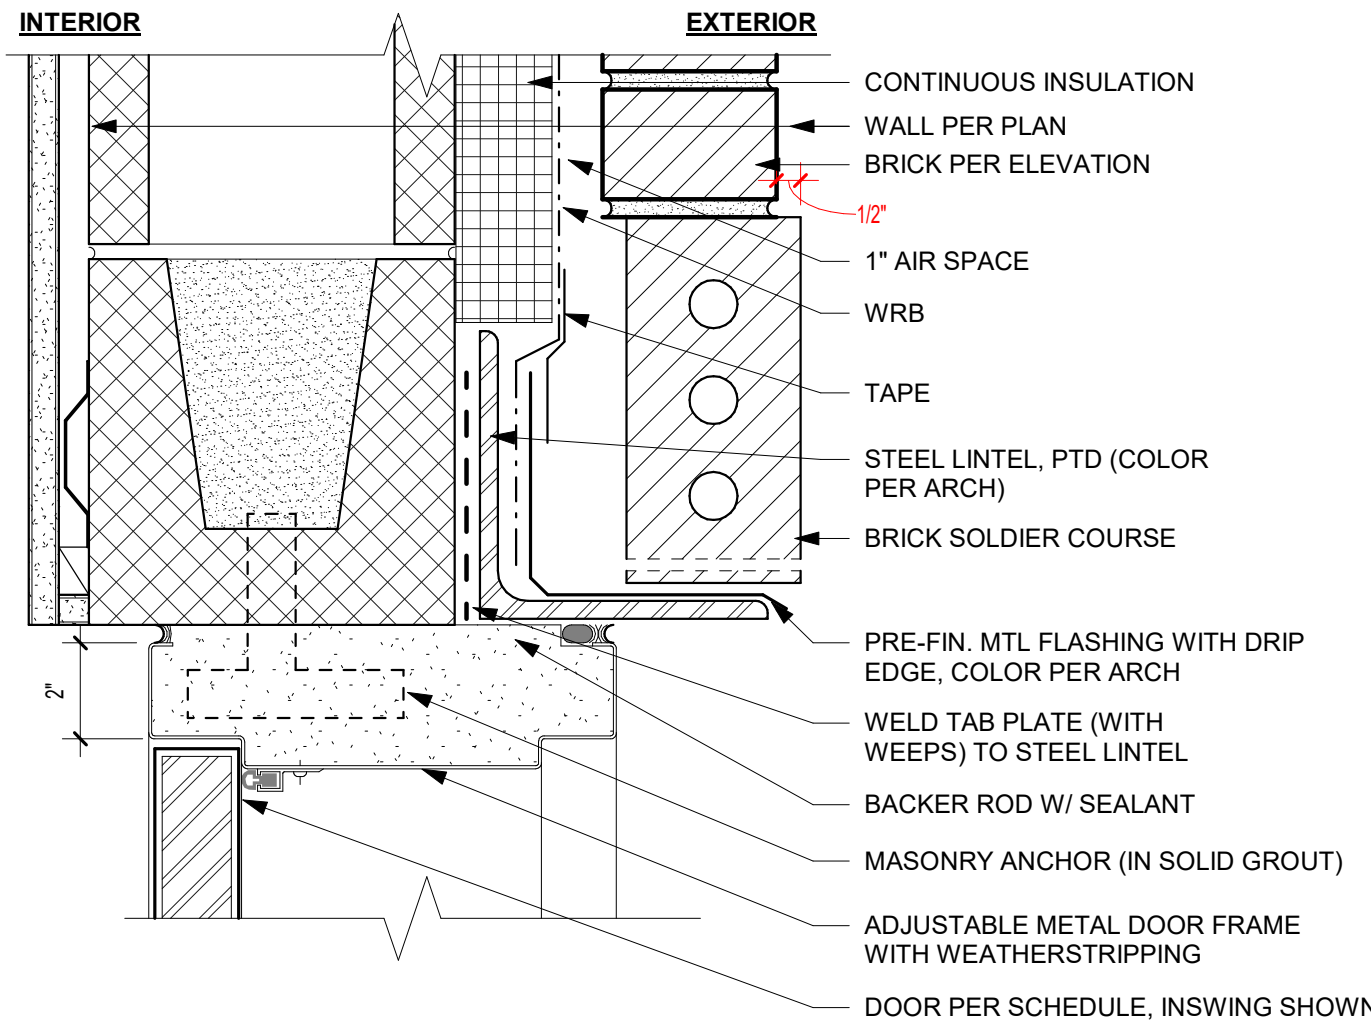 INTERIOR
EXTERIOR
CONTINUOUS INSULATION
WALL PER PLAN
BRICK PER ELEVATION
1/2"
1" AIR SPACE
WRB
TAPE
STEEL LINTEL, PTD (COLOR
PER ARCH)
BRICK SOLDIER COURSE
PRE-FIN. MTL FLASHING WITH DRIP
EDGE, COLOR PER ARCH
2"
WELD TAB PLATE (WITH
WEEPS) TO STEEL LINTEL
BACKER ROD W/ SEALANT
MASONRY ANCHOR (IN SOLID GROUT)
ADJUSTABLE METAL DOOR FRAME
WITH WEATHERSTRIPPING
DOOR PER SCHEDULE, INSWING SHOWN